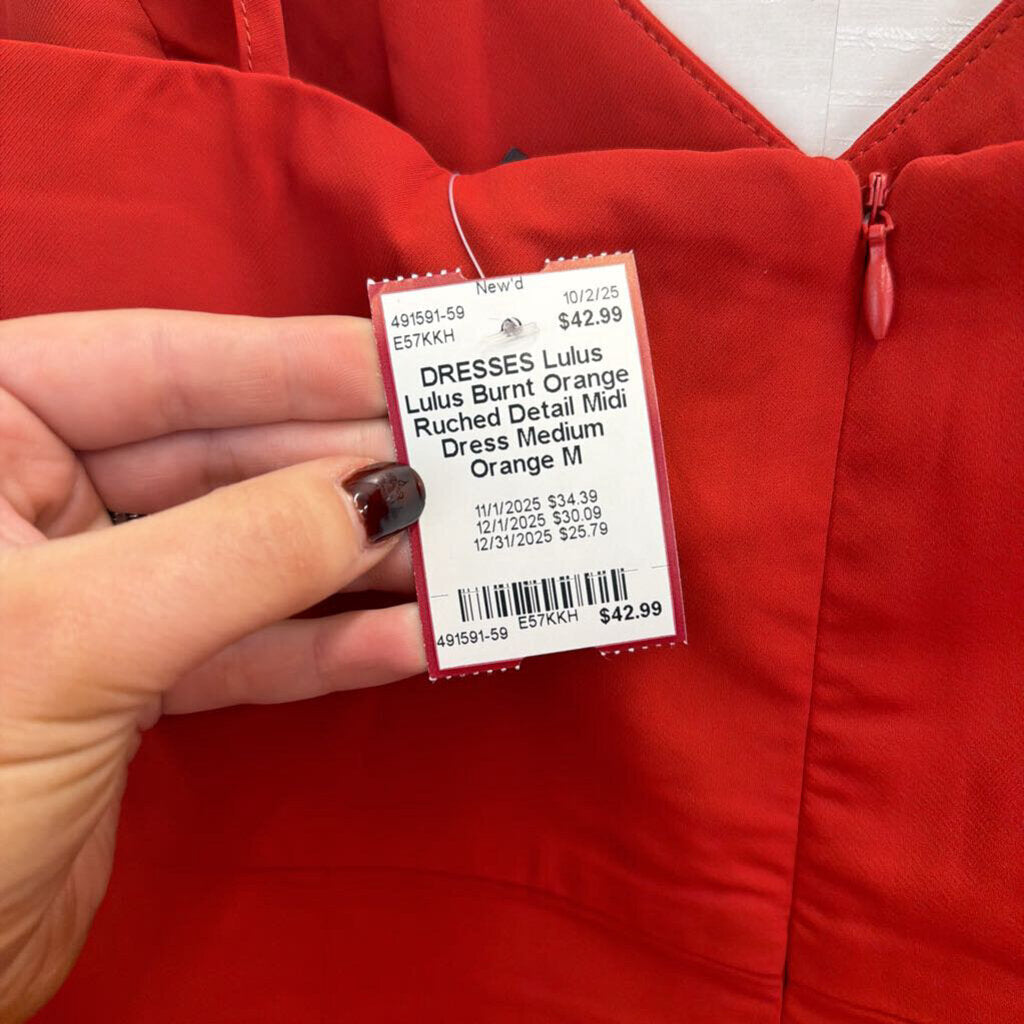 New'd
491591-59 10/2/25
E57KKH $42.99
DRESSES Lulus
Lulus Burnt Orange
Ruched Detail Midi
Dress Medium
Orange M
11/1/2025 $34.39
12/1/2025 $30.09
12/31/2025 $25.79
491591-59 E57KKH $42.99